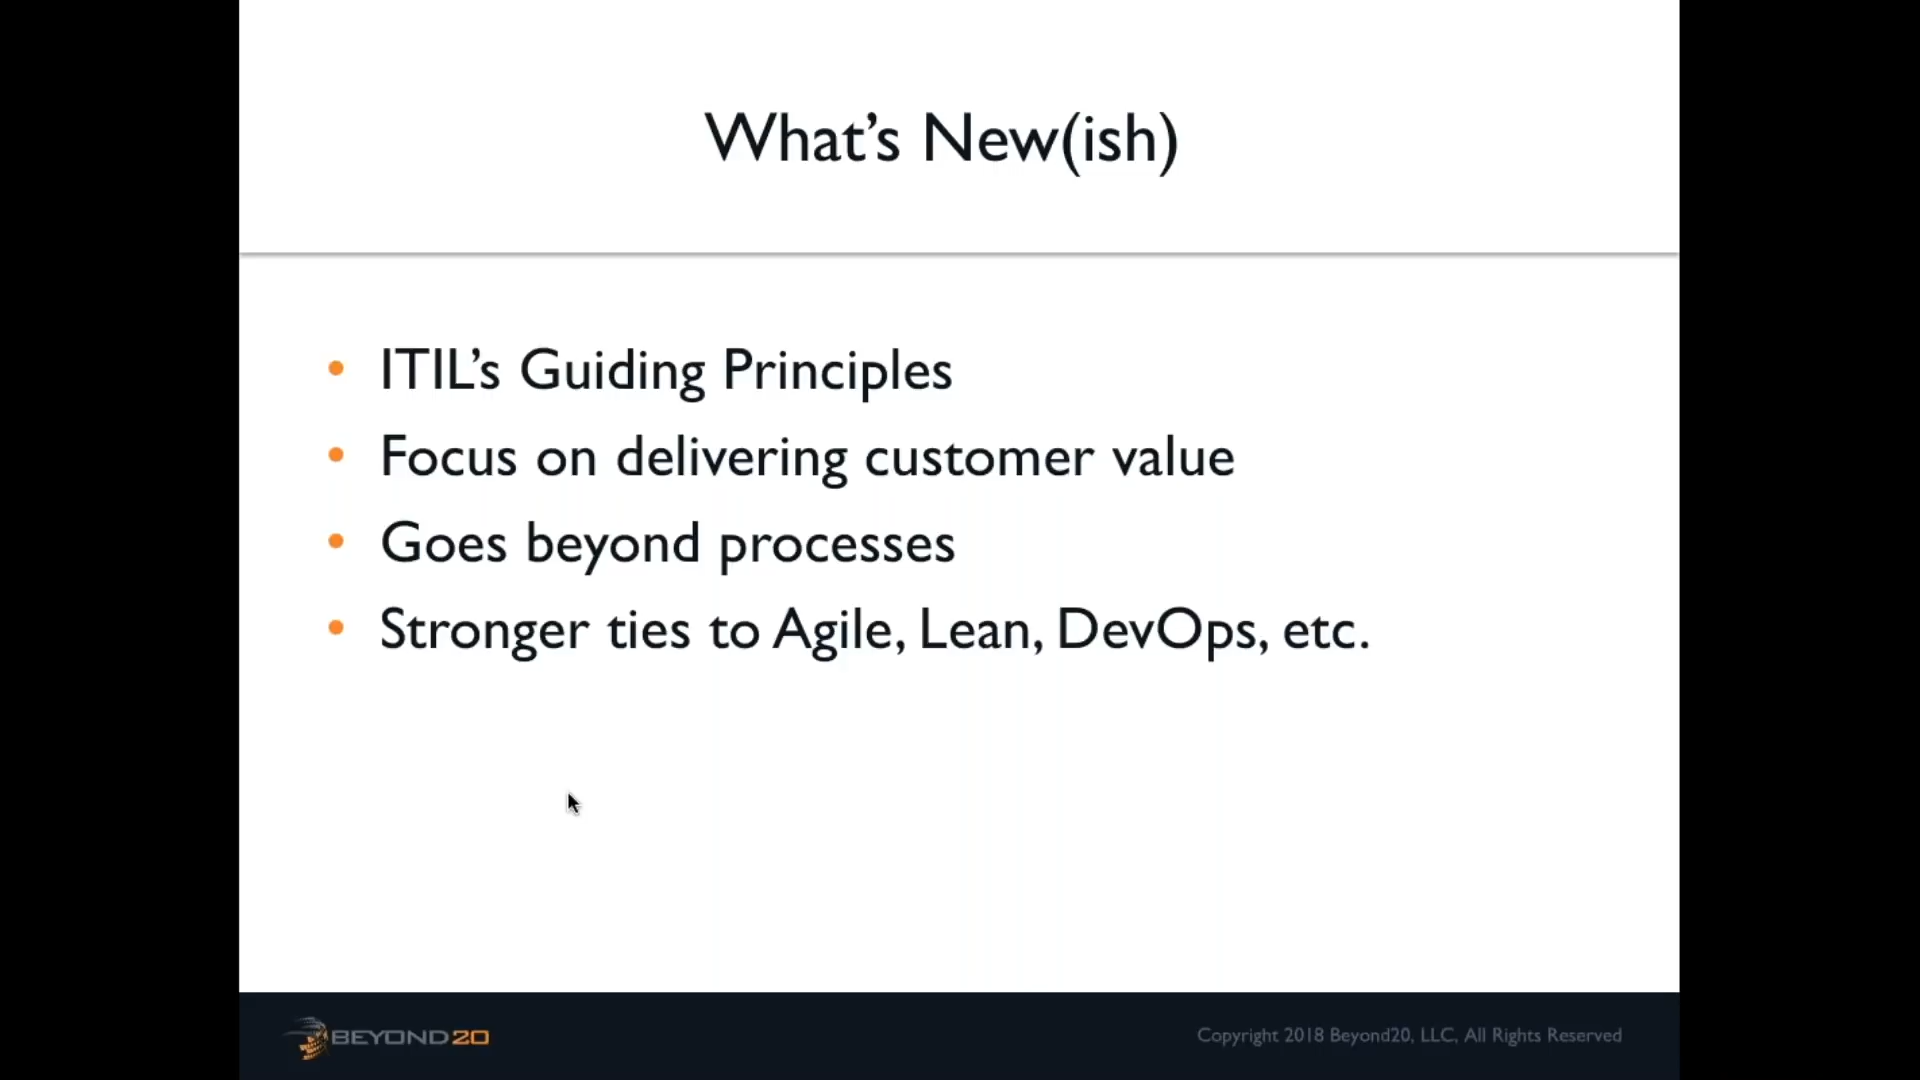 What's New(ish)
• ITIL's Guiding Principles
• Focus on delivering customer value
• Goes beyond processes
• Stronger ties to Agile, Lean, DevOps, etc.
BEYOND20
Copyright 2018 Beyond20, LLC, All Rights Reserved